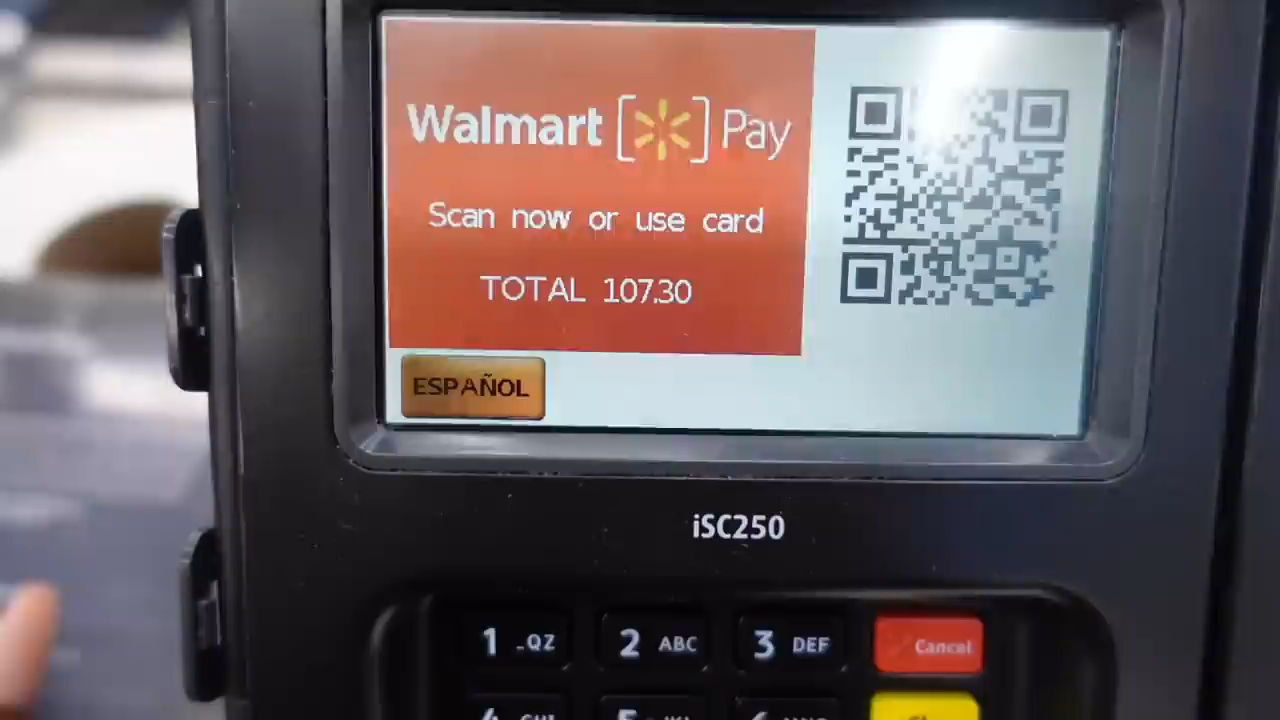 Walmart Pay
Scan now or use card
TOTAL 107.30
ESPAÑOL
iSC250
1 -QZ 2 ABC 3 DEF Cancel